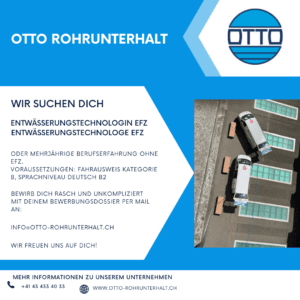 OTTO ROHRUNTERHALT
OTTO
WIR SUCHEN DICH
ENTWÄSSERUNGSTECHNOLOGIN EFZ
ENTWÄSSERUNGSTECHNOLOGE EFZ
ODER MEHRJÄHRIGE BERUFSERFAHRUNG OHNE
EFZ.
VORAUSSETZUNGEN: FAHRAUSWEIS KATEGORIE
B, SPRACHNIVEAU DEUTSCH B2
BEWIRB DICH RASCH UND UNKOMPLIZIERT
MIT DEINEM BEWERBUNGSDOSSIER PER MAIL
AN:
INFO@OTTO-ROHRUNTERHALT.CH
WIR FREUEN UNS AUF DICH!
MEHR INFORMATIONEN ZU UNSEREM UNTERNEHMEN
+41 43 433 40 33
WWW.OTTO-ROHRUNTERHALT.CH